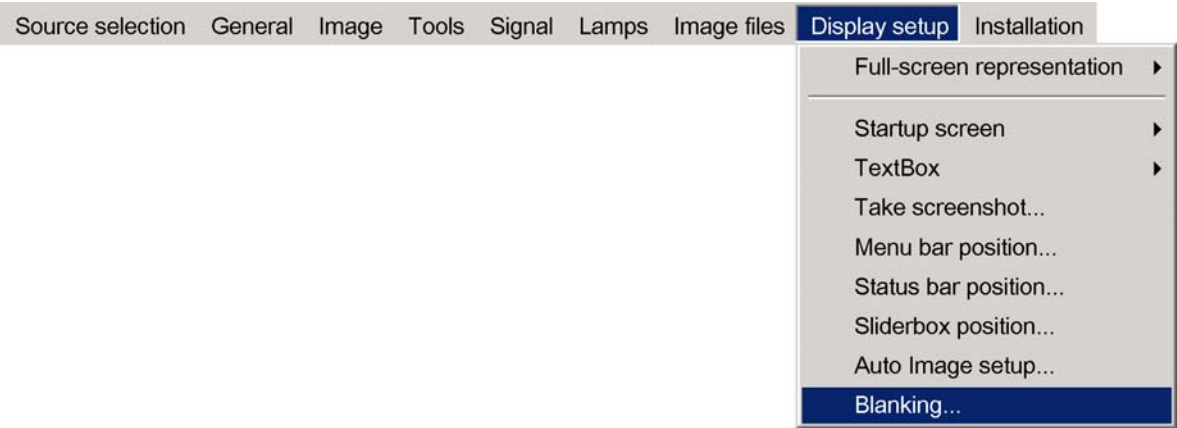 Source selection General Image Tools Signal Lamps Image files Display setup Installation
Full-screen representation
Startup screen
TextBox
Take screenshot...
Menu bar position...
Status bar position...
Sliderbox position...
Auto Image setup...
Blanking...